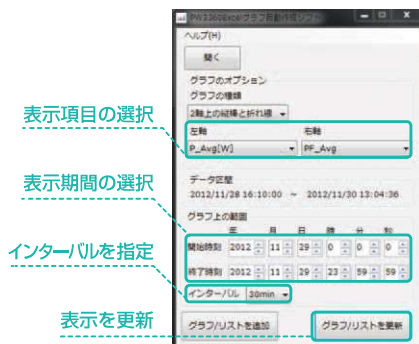 PW3360Excelグラフ自動作成ソフト
ヘルプ(H)
開く
グラフのオプション
グラフの種類
2軸上の縦棒と折れ線
表示項目の選択
左軸 右軸
P_Avg[W] PF_Avg
データ区間
2012/11/28 16:10:00 ~ 2012/11/30 13:04:36
表示期間の選択
グラフ上の範囲
年 月 日 時 分 秒
開始時刻 2012 11 29 0 0 0
終了時刻 2012 11 29 23 59 59
インターバルを指定
インターバル 30min
表示を更新
グラフ/リストを追加 グラフ/リストを更新